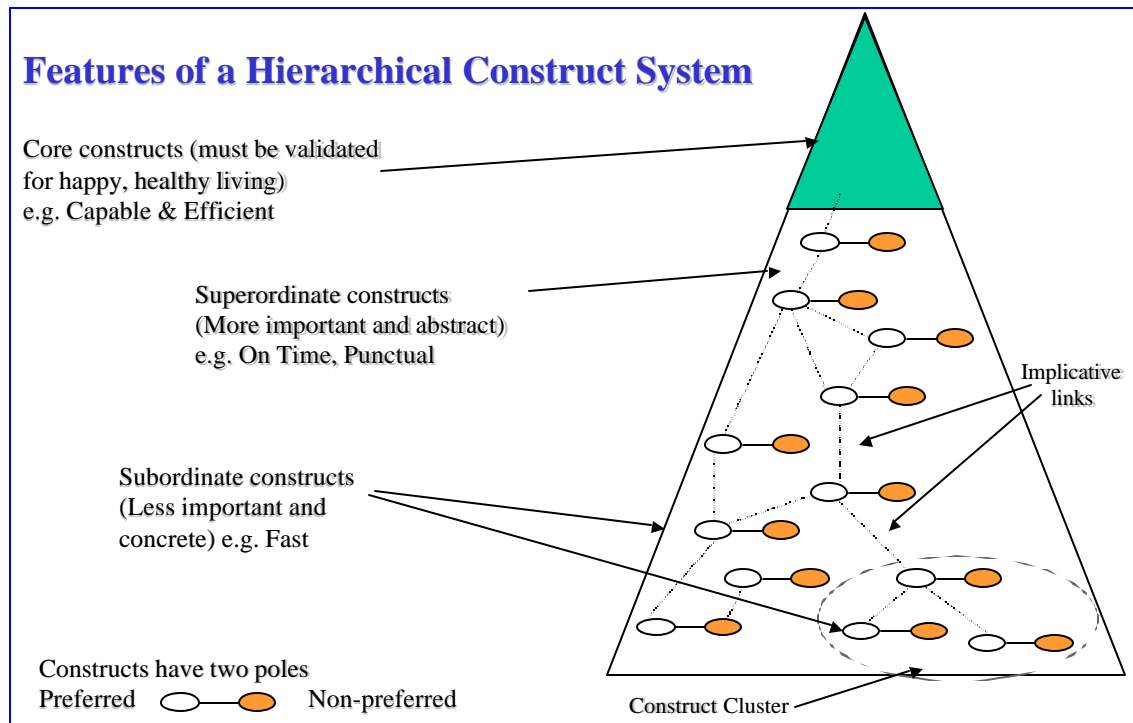 Features of a Hierarchical Construct System
Core constructs (must be validated
for happy, healthy living)
e.g. Capable & Efficient
Superordinate constructs
(More important and abstract)
e.g. On Time, Punctual
Implicative
links
Subordinate constructs
(Less important and
concrete) e.g. Fast
Constructs have two poles
Preferred Non-preferred
Construct Cluster